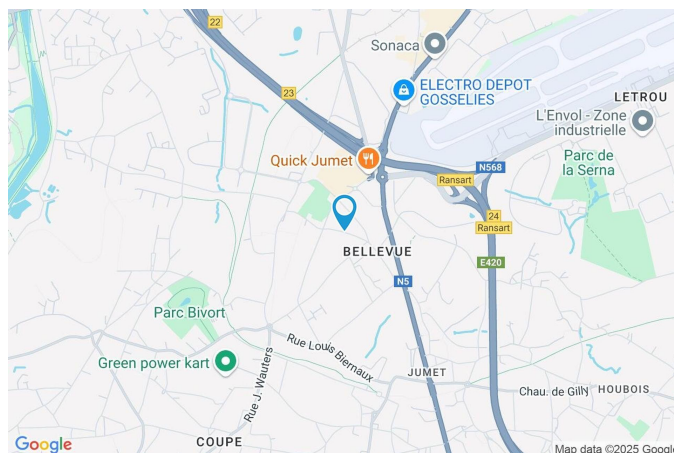 22
Sonaca
23
ELECTRO DEPOT
GOSSELIES
LETROU
L'Envol - Zone
industrielle
Quick Jumet
N568
Parc de
la Serna
Ransart
24
Ransart
BELLEVUE
E420
N5
Parc Bivort
Green power kart
Rue Louis Biernaux
Rue J. Wauters
JUMET
Chau. de Gilly
HOUBOIS
COUPE
Google
Map data ©2025 Google